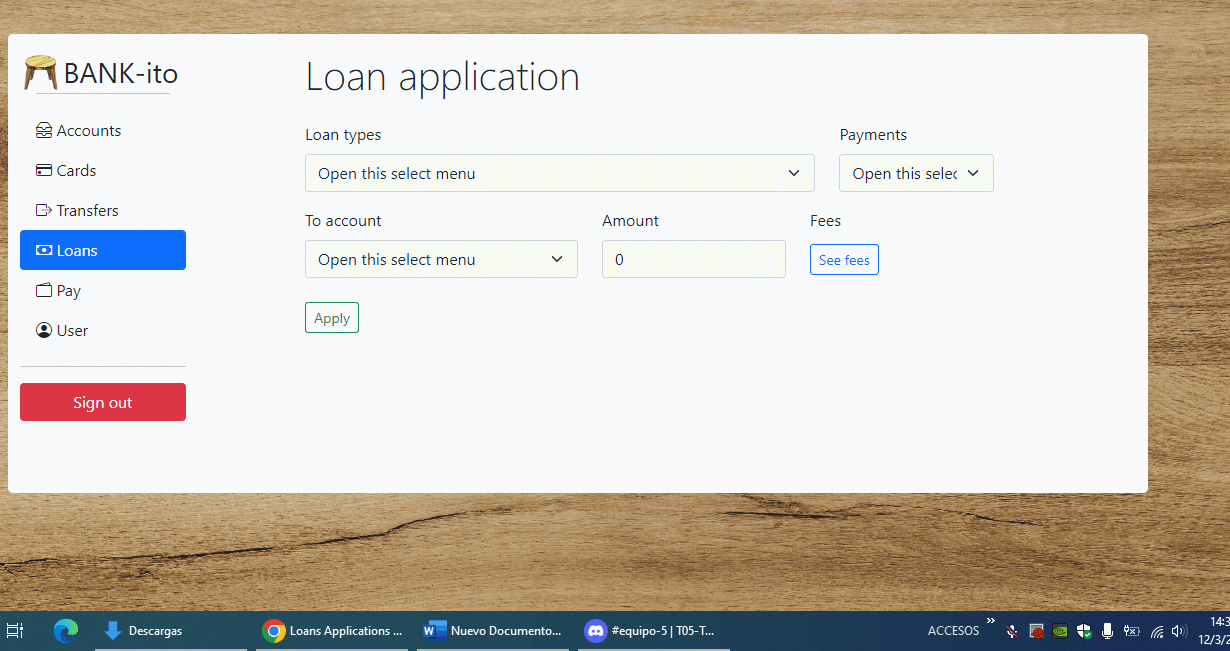 BANK-ito
Accounts
Cards
Transfers
Loans
Pay
User
Sign out
Loan application
Loan types
Payments
Open this select menu
Open this selec
To account
Amount
Fees
Open this select menu
0
See fees
Apply
Descargas
Loans Applications ...
Nuevo Documento...
#equipo-5 | T05-T...
ACCESOS
14:3
12/3/2